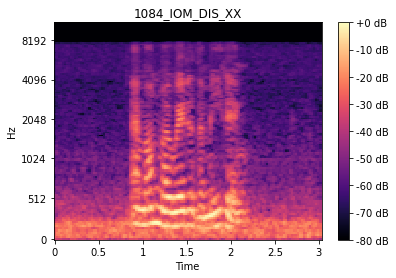 1084_IOM_DIS_XX
+0 dB
8192
-10 dB
4096
-20 dB
-30 dB
2048
-40 dB
Hz
1024
-50 dB
512
-60 dB
-70 dB
0
-80 dB
0 0.5 1 1.5 2 2.5 3
Time